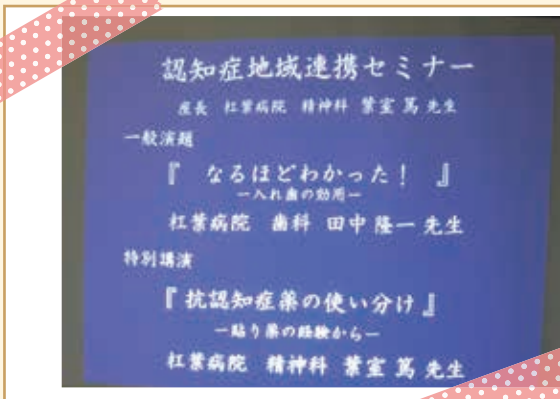 認知症地域連携セミナー
座長 杠葉病院 精神科 葉室 篤 先生
一般演題
『 なるほどわかった! 』
ー入れ歯の効用ー
杠葉病院 歯科 田中 隆一 先生
特別講演
『 抗認知症薬の使い分け 』
ー貼り薬の経験からー
杠葉病院 精神科 葉室 篤 先生